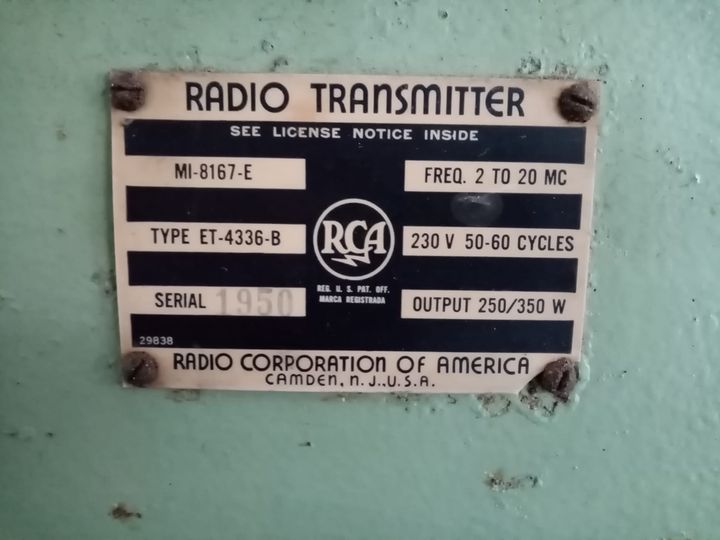 RADIO TRANSMITTER
SEE LICENSE NOTICE INSIDE
MI-8167-E
FREQ. 2 TO 20 MC
TYPE ET-4336-B
RCA
230 V 50-60 CYCLES
REG. U. S. PAT. OFF.
MARCA REGISTRADA
SERIAL 1950
OUTPUT 250/350 W
29838
RADIO CORPORATION OF AMERICA
CAMDEN, N. J., U.S.A.